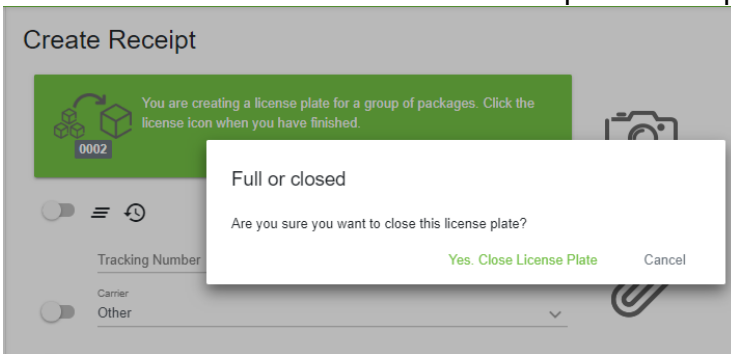 Create Receipt
You are creating a license plate for a group of packages. Click the
license icon when you have finished.
0002
Full or closed
Are you sure you want to close this license plate?
Yes. Close License Plate
Cancel
Tracking Number
Carrier
Other